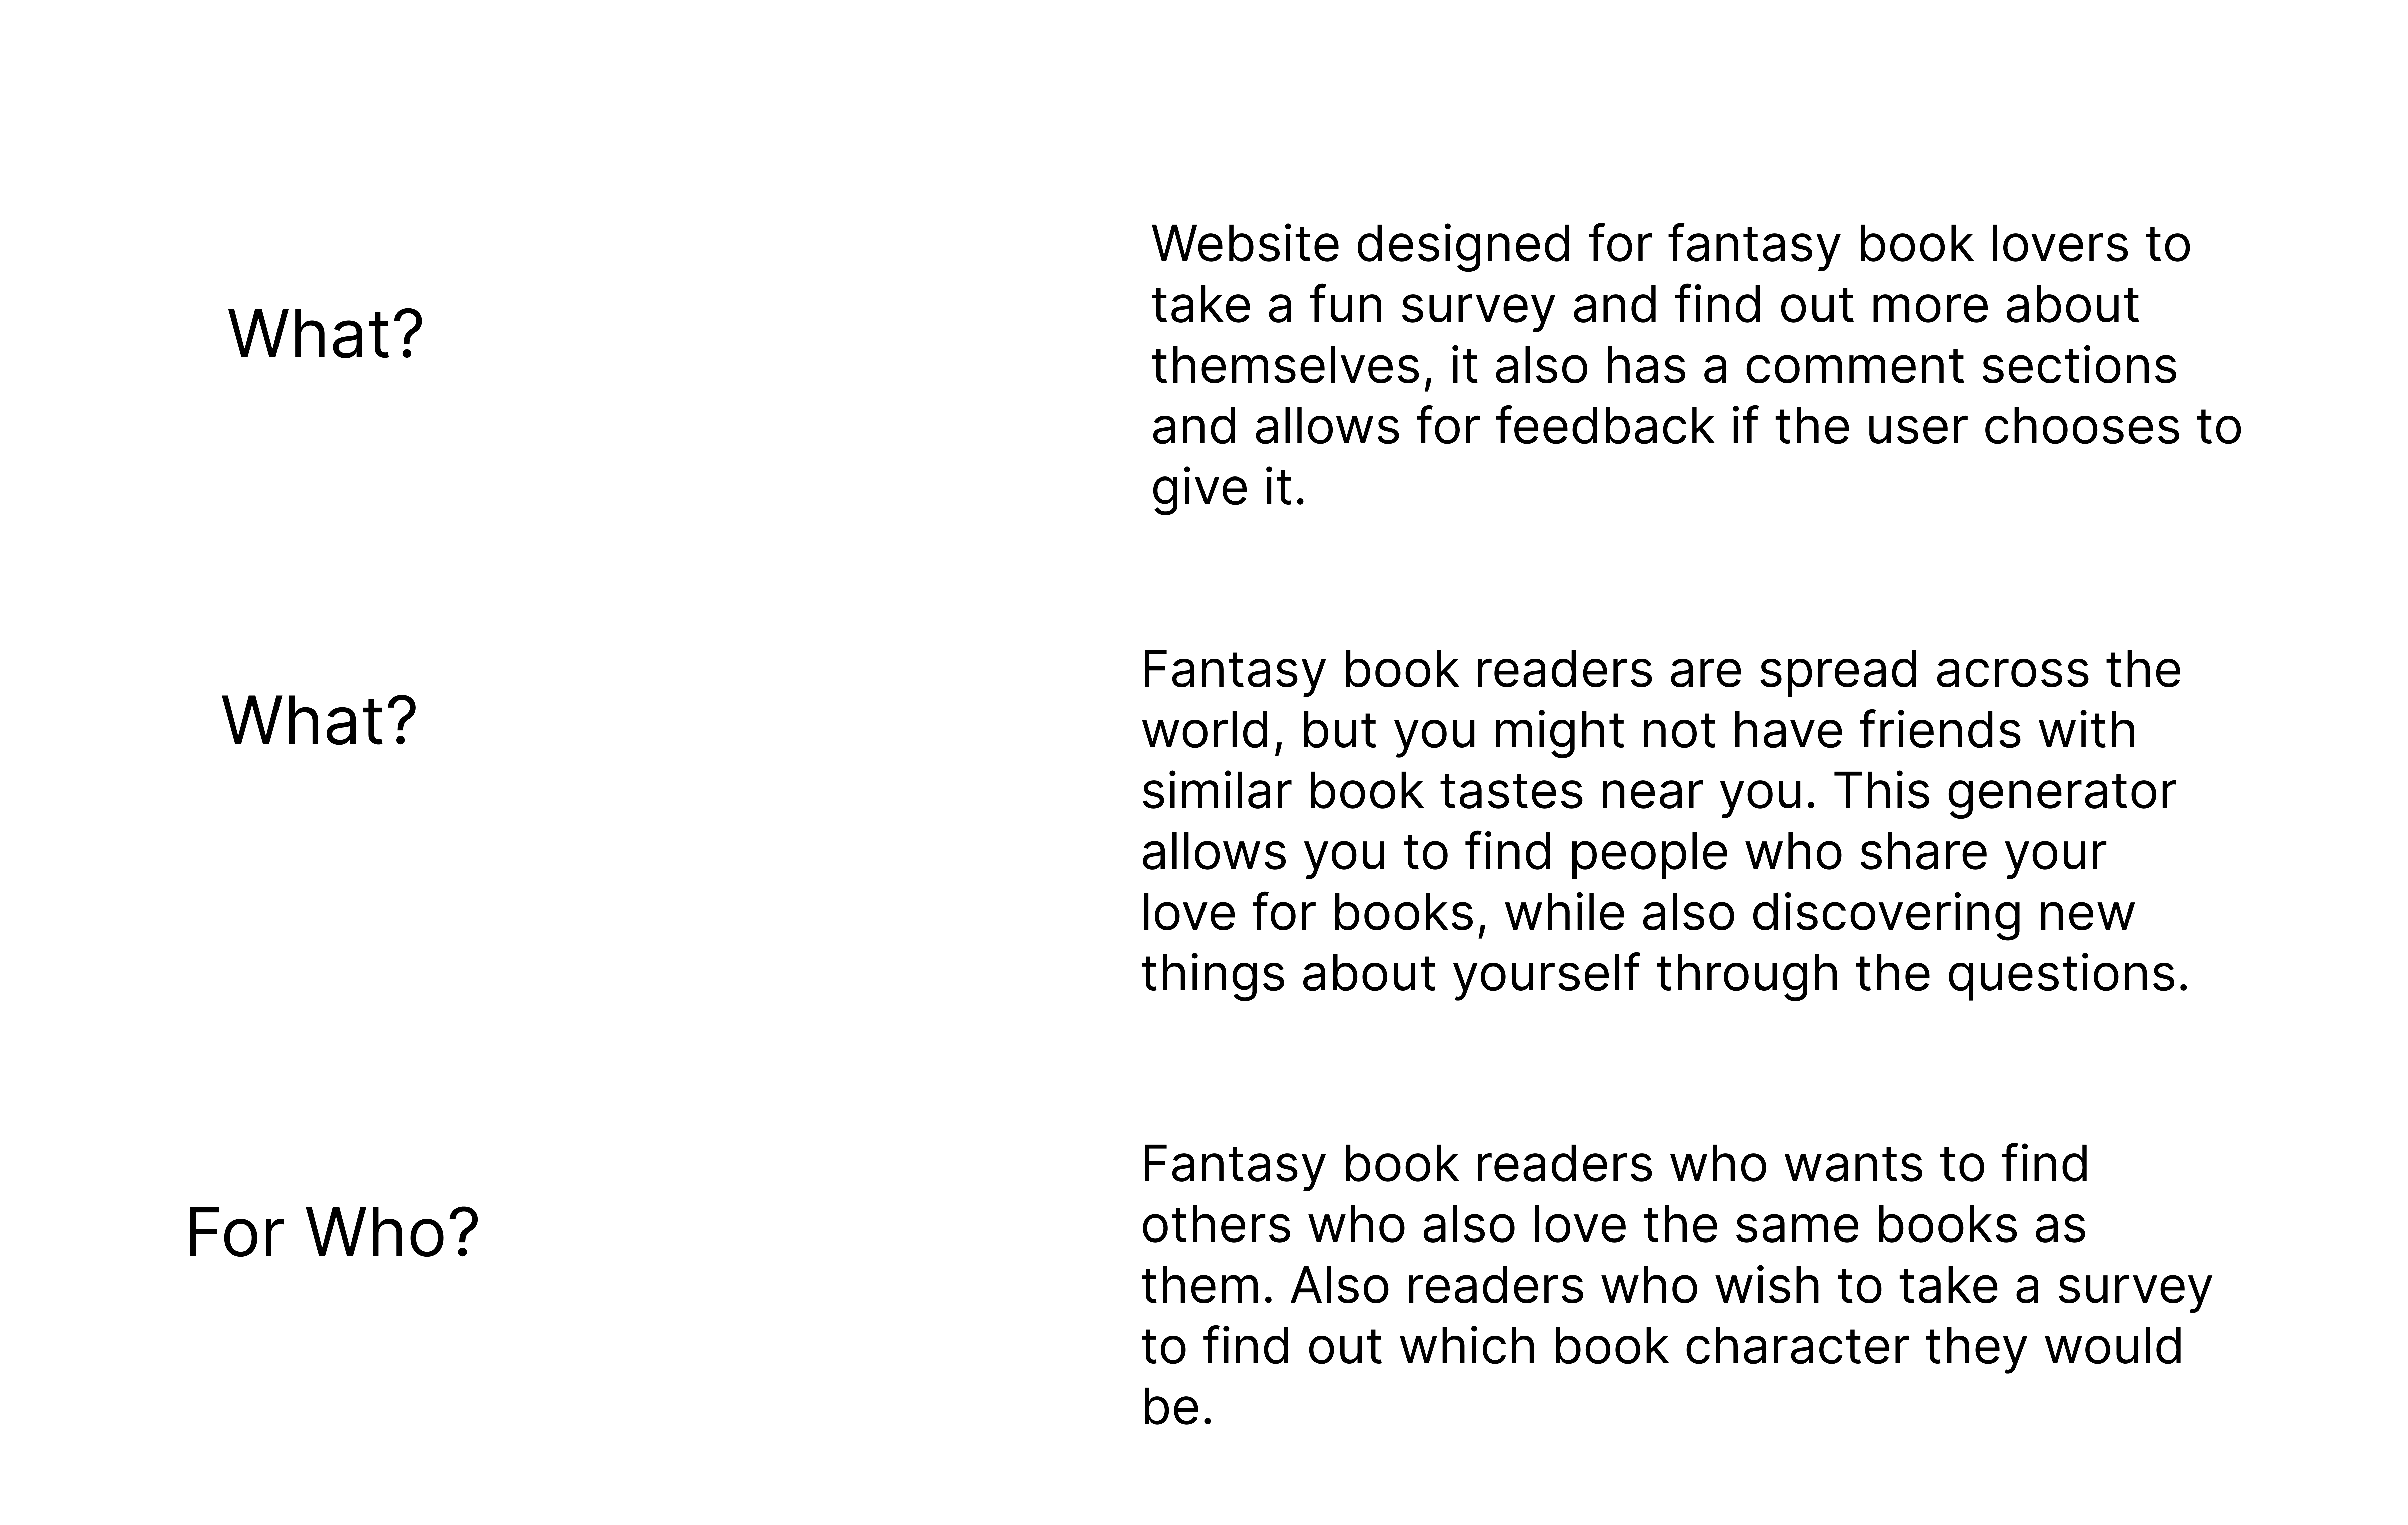 What?
Website designed for fantasy book lovers to
take a fun survey and find out more about
themselves, it also has a comment sections
and allows for feedback if the user chooses to
give it.
What?
Fantasy book readers are spread across the
world, but you might not have friends with
similar book tastes near you. This generator
allows you to find people who share your
love for books, while also discovering new
things about yourself through the questions.
For Who?
Fantasy book readers who wants to find
others who also love the same books as
them. Also readers who wish to take a survey
to find out which book character they would
be.